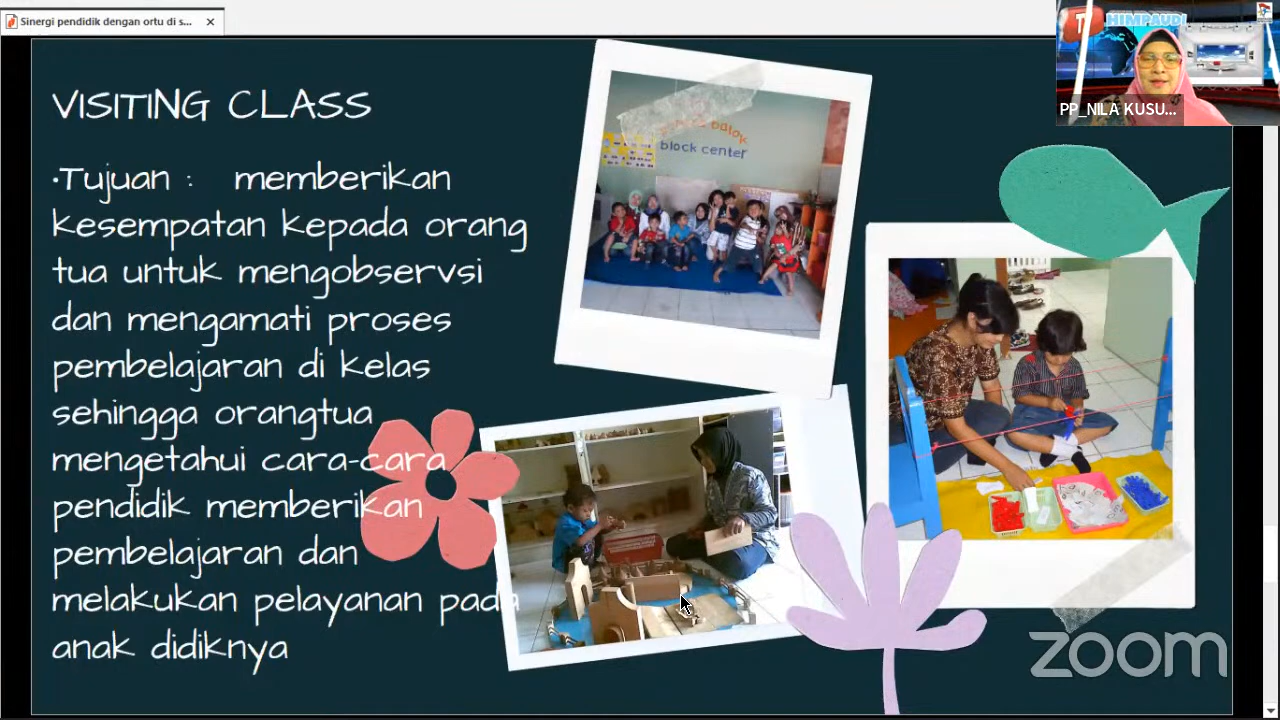 Sinergi pendidik dengan ortu di s...
HIMPAUDI
PP_NILA KUSU...
VISITING CLASS
•Tujuan : memberikan
kesempatan kepada orang
tua untuk mengobservsi
dan mengamati proses
pembelajaran di kelas
sehingga orangtua
mengetahui cara-cara
pendidik memberikan
pembelajaran dan
melakukan pelayanan pada
anak didiknya
balok
block center
zoom